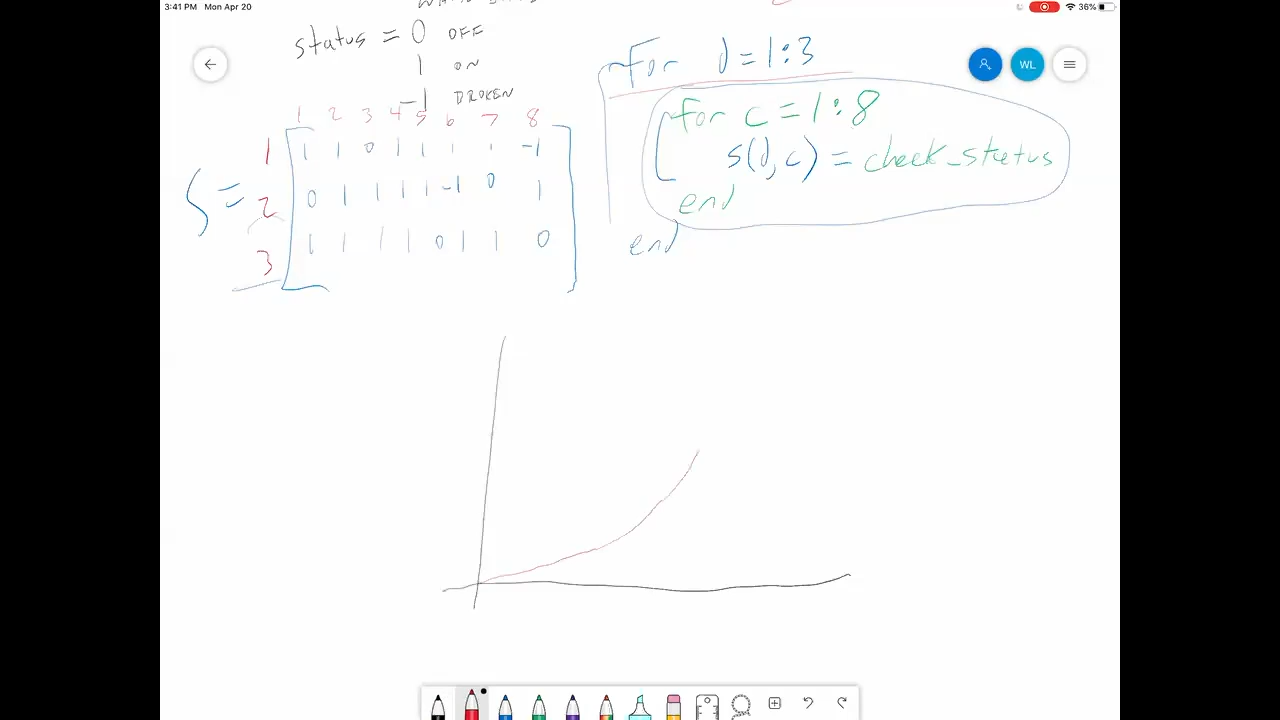 3:41 PM Mon Apr 20
36%
status = 0 OFF
1 ON
-1 BROKEN
WL
For D=1:3
for c = 1:8
s(D,c) = check_status
end
end
1 2 3 4 5 6 7 8
S =
1 1 1 0 1 1 1 1 -1
2 0 1 1 1 1 -1 0 1
3 1 1 1 1 0 1 1 0